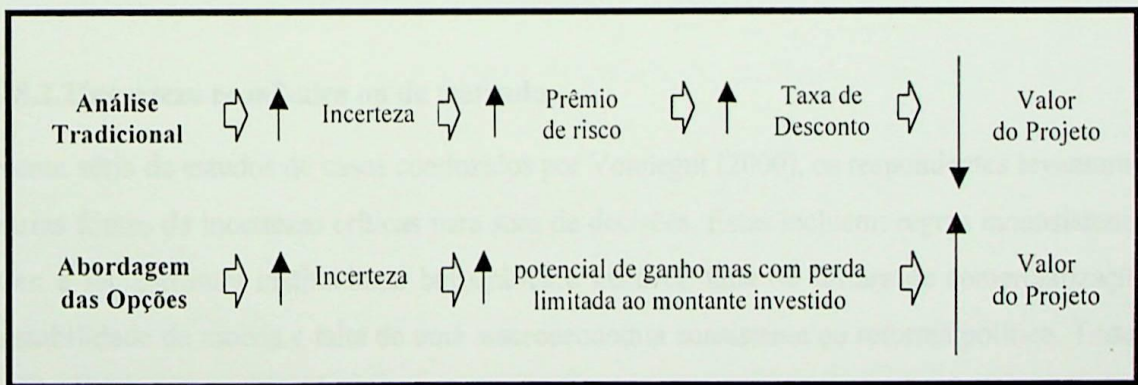 Análise
Tradicional
Incerteza
Prêmio
de risco
Taxa de
Desconto
Valor
do Projeto
Abordagem
das Opções
Incerteza
potencial de ganho mas com perda
limitada ao montante investido
Valor
do Projeto